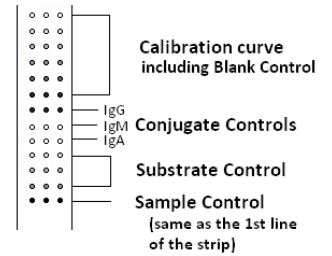 Calibration curve
including Blank Control
IgG
IgM Conjugate Controls
IgA
Substrate Control
Sample Control
(same as the 1st line
of the strip)